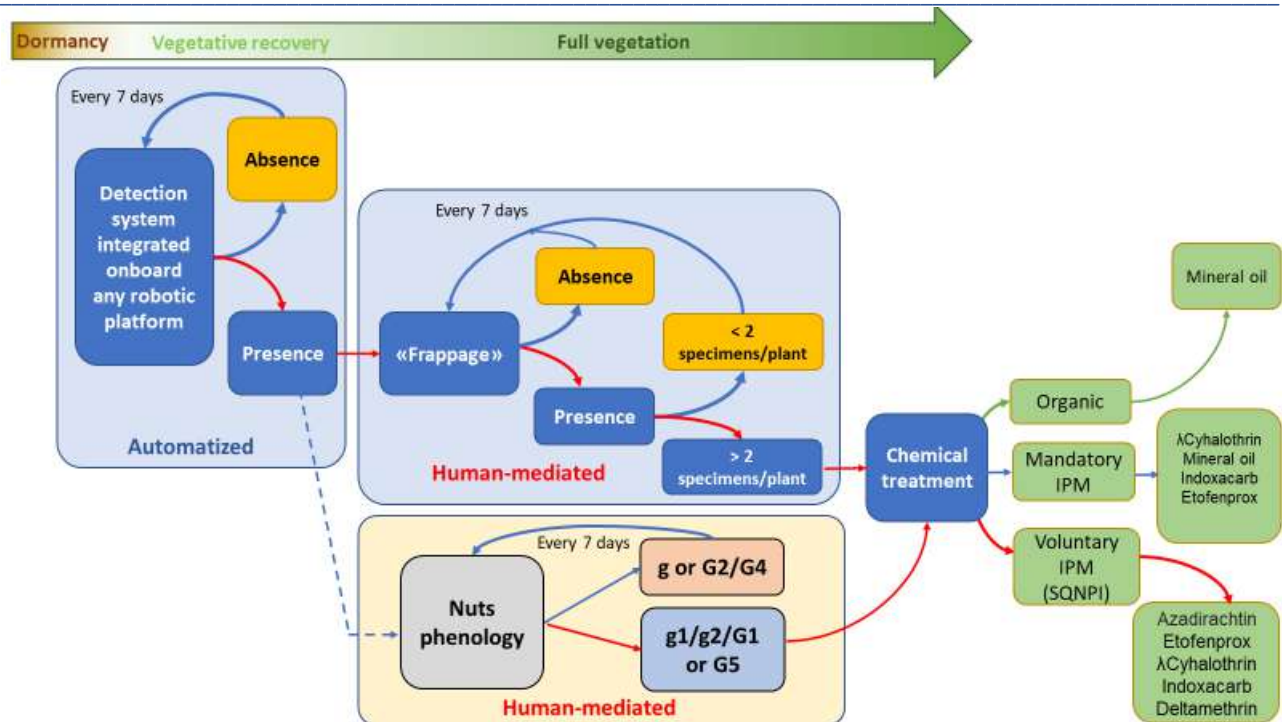 Dormancy
Vegetative recovery
Full vegetation
Every 7 days
Absence
Detection
system
integrated
onboard
any robotic
platform
Presence
Automatized
Every 7 days
Absence
«Frappage»
< 2
specimens/plant
Presence
> 2
specimens/plant
Human-mediated
Every 7 days
Nuts
phenology
g or G2/G4
g1/g2/G1
or G5
Human-mediated
Chemical
treatment
Organic
Mineral oil
Mandatory
IPM
λCyhalothrin
Mineral oil
Indoxacarb
Etofenprox
Voluntary
IPM
(SQNPI)
Azadirachtin
Etofenprox
λCyhalothrin
Indoxacarb
Deltamethrin